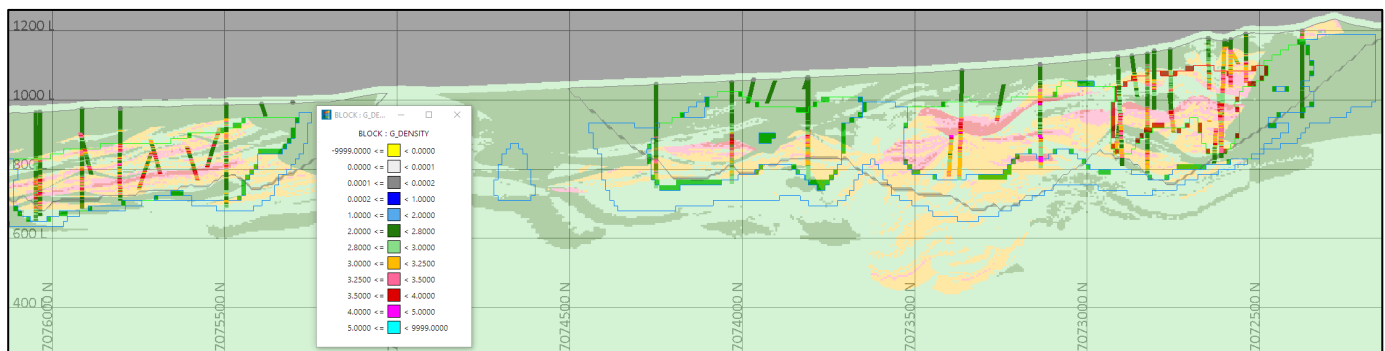 1200 L
1000 L
800 L
600 L
400 L
7076000 N
7075500 N
7074500 N
7074000 N
7073500 N
7073000 N
7072500 N
BLOCK : G_DE...
BLOCK : G_DENSITY
-9999.0000 <= < 0.0000
0.0000 <= < 0.0001
0.0001 <= < 0.0002
0.0002 <= < 1.0000
1.0000 <= < 2.0000
2.0000 <= < 2.8000
2.8000 <= < 3.0000
3.0000 <= < 3.2500
3.2500 <= < 3.5000
3.5000 <= < 4.0000
4.0000 <= < 5.0000
5.0000 <= < 9999.0000